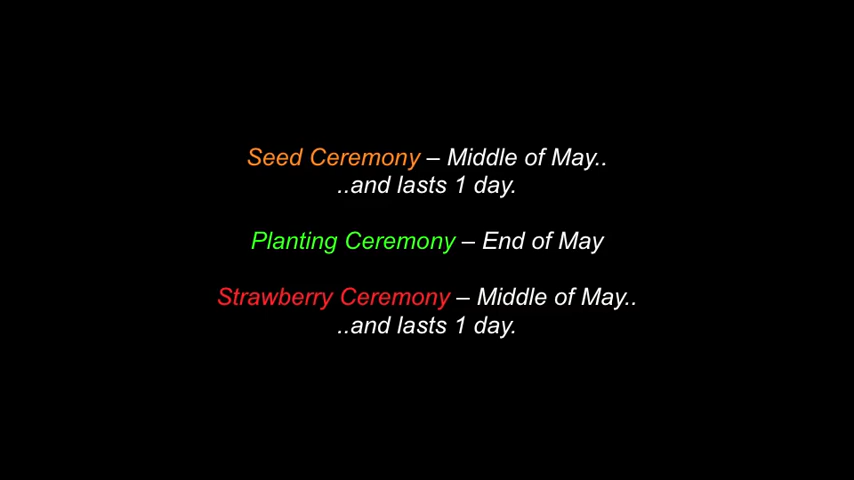 Seed Ceremony – Middle of May..
..and lasts 1 day.
Planting Ceremony – End of May
Strawberry Ceremony – Middle of May..
..and lasts 1 day.